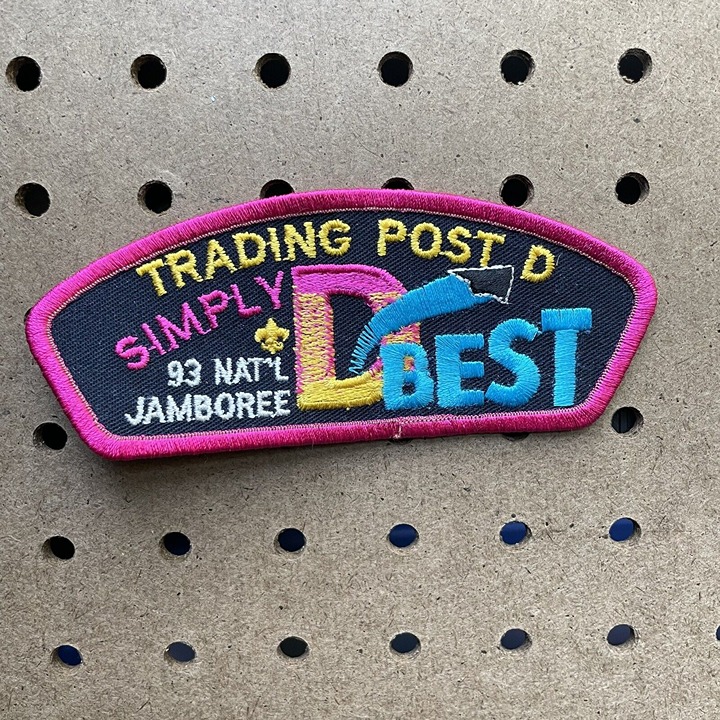 TRADING POST D
SIMPLY D BEST
93 NAT'L
JAMBOREE